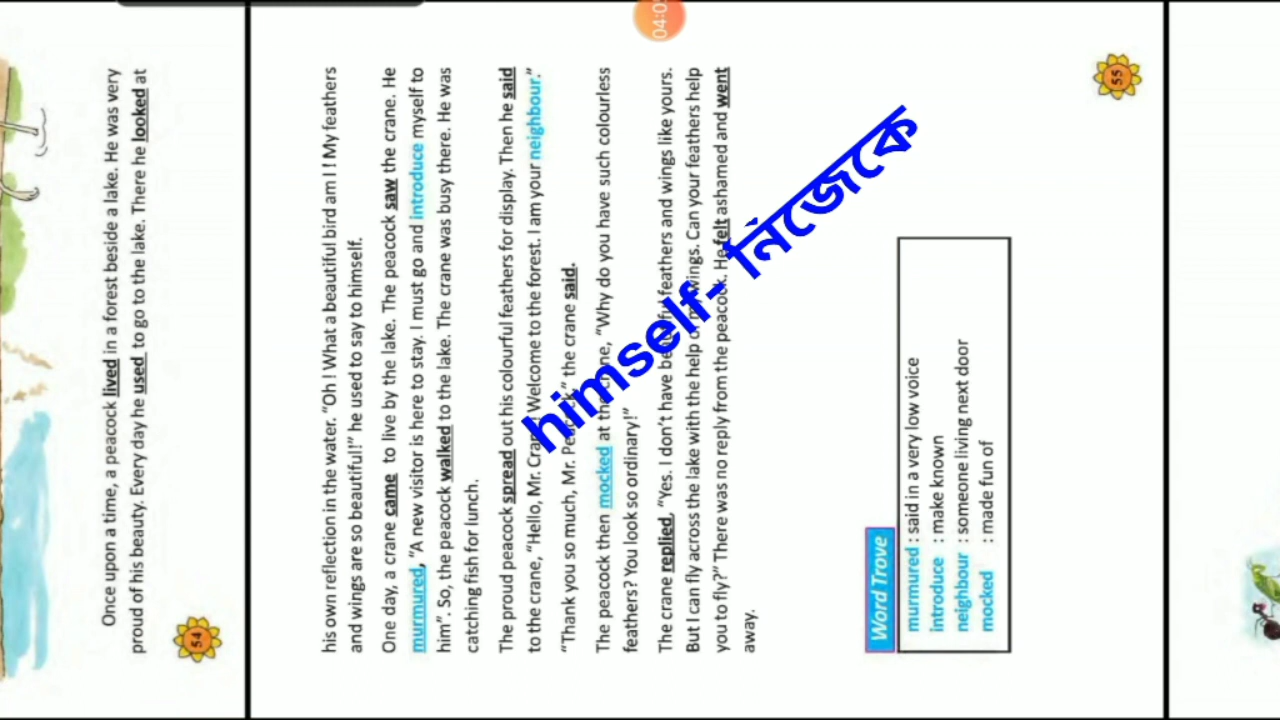 Once upon a time, a peacock lived in a forest beside a lake. He was very
proud of his beauty. Every day he used to go to the lake. There he looked at
54
his own reflection in the water. “Oh ! What a beautiful bird am I ! My feathers
and wings are so beautiful!” he used to say to himself.
One day, a crane came to live by the lake. The peacock saw the crane. He
murmured, “A new visitor is here to stay. I must go and introduce myself to
him”. So, the peacock walked to the lake. The crane was busy there. He was
catching fish for lunch.
The proud peacock spread out his colourful feathers for display. Then he said
to the crane, “Hello, Mr. Crane! Welcome to the forest. I am your neighbour.”
“Thank you so much, Mr. Peacock,” the crane said.
The peacock then mocked at the crane, “Why do you have such colourless
feathers? You look so ordinary!”
The crane replied, “Yes. I don’t have beautiful feathers and wings like yours.
But I can fly across the lake with the help of my wings. Can your feathers help
you to fly?” There was no reply from the peacock. He felt ashamed and went
away.
himself- নিজেকে
Word Trove
murmured : said in a very low voice
introduce : make known
neighbour : someone living next door
mocked : made fun of
55